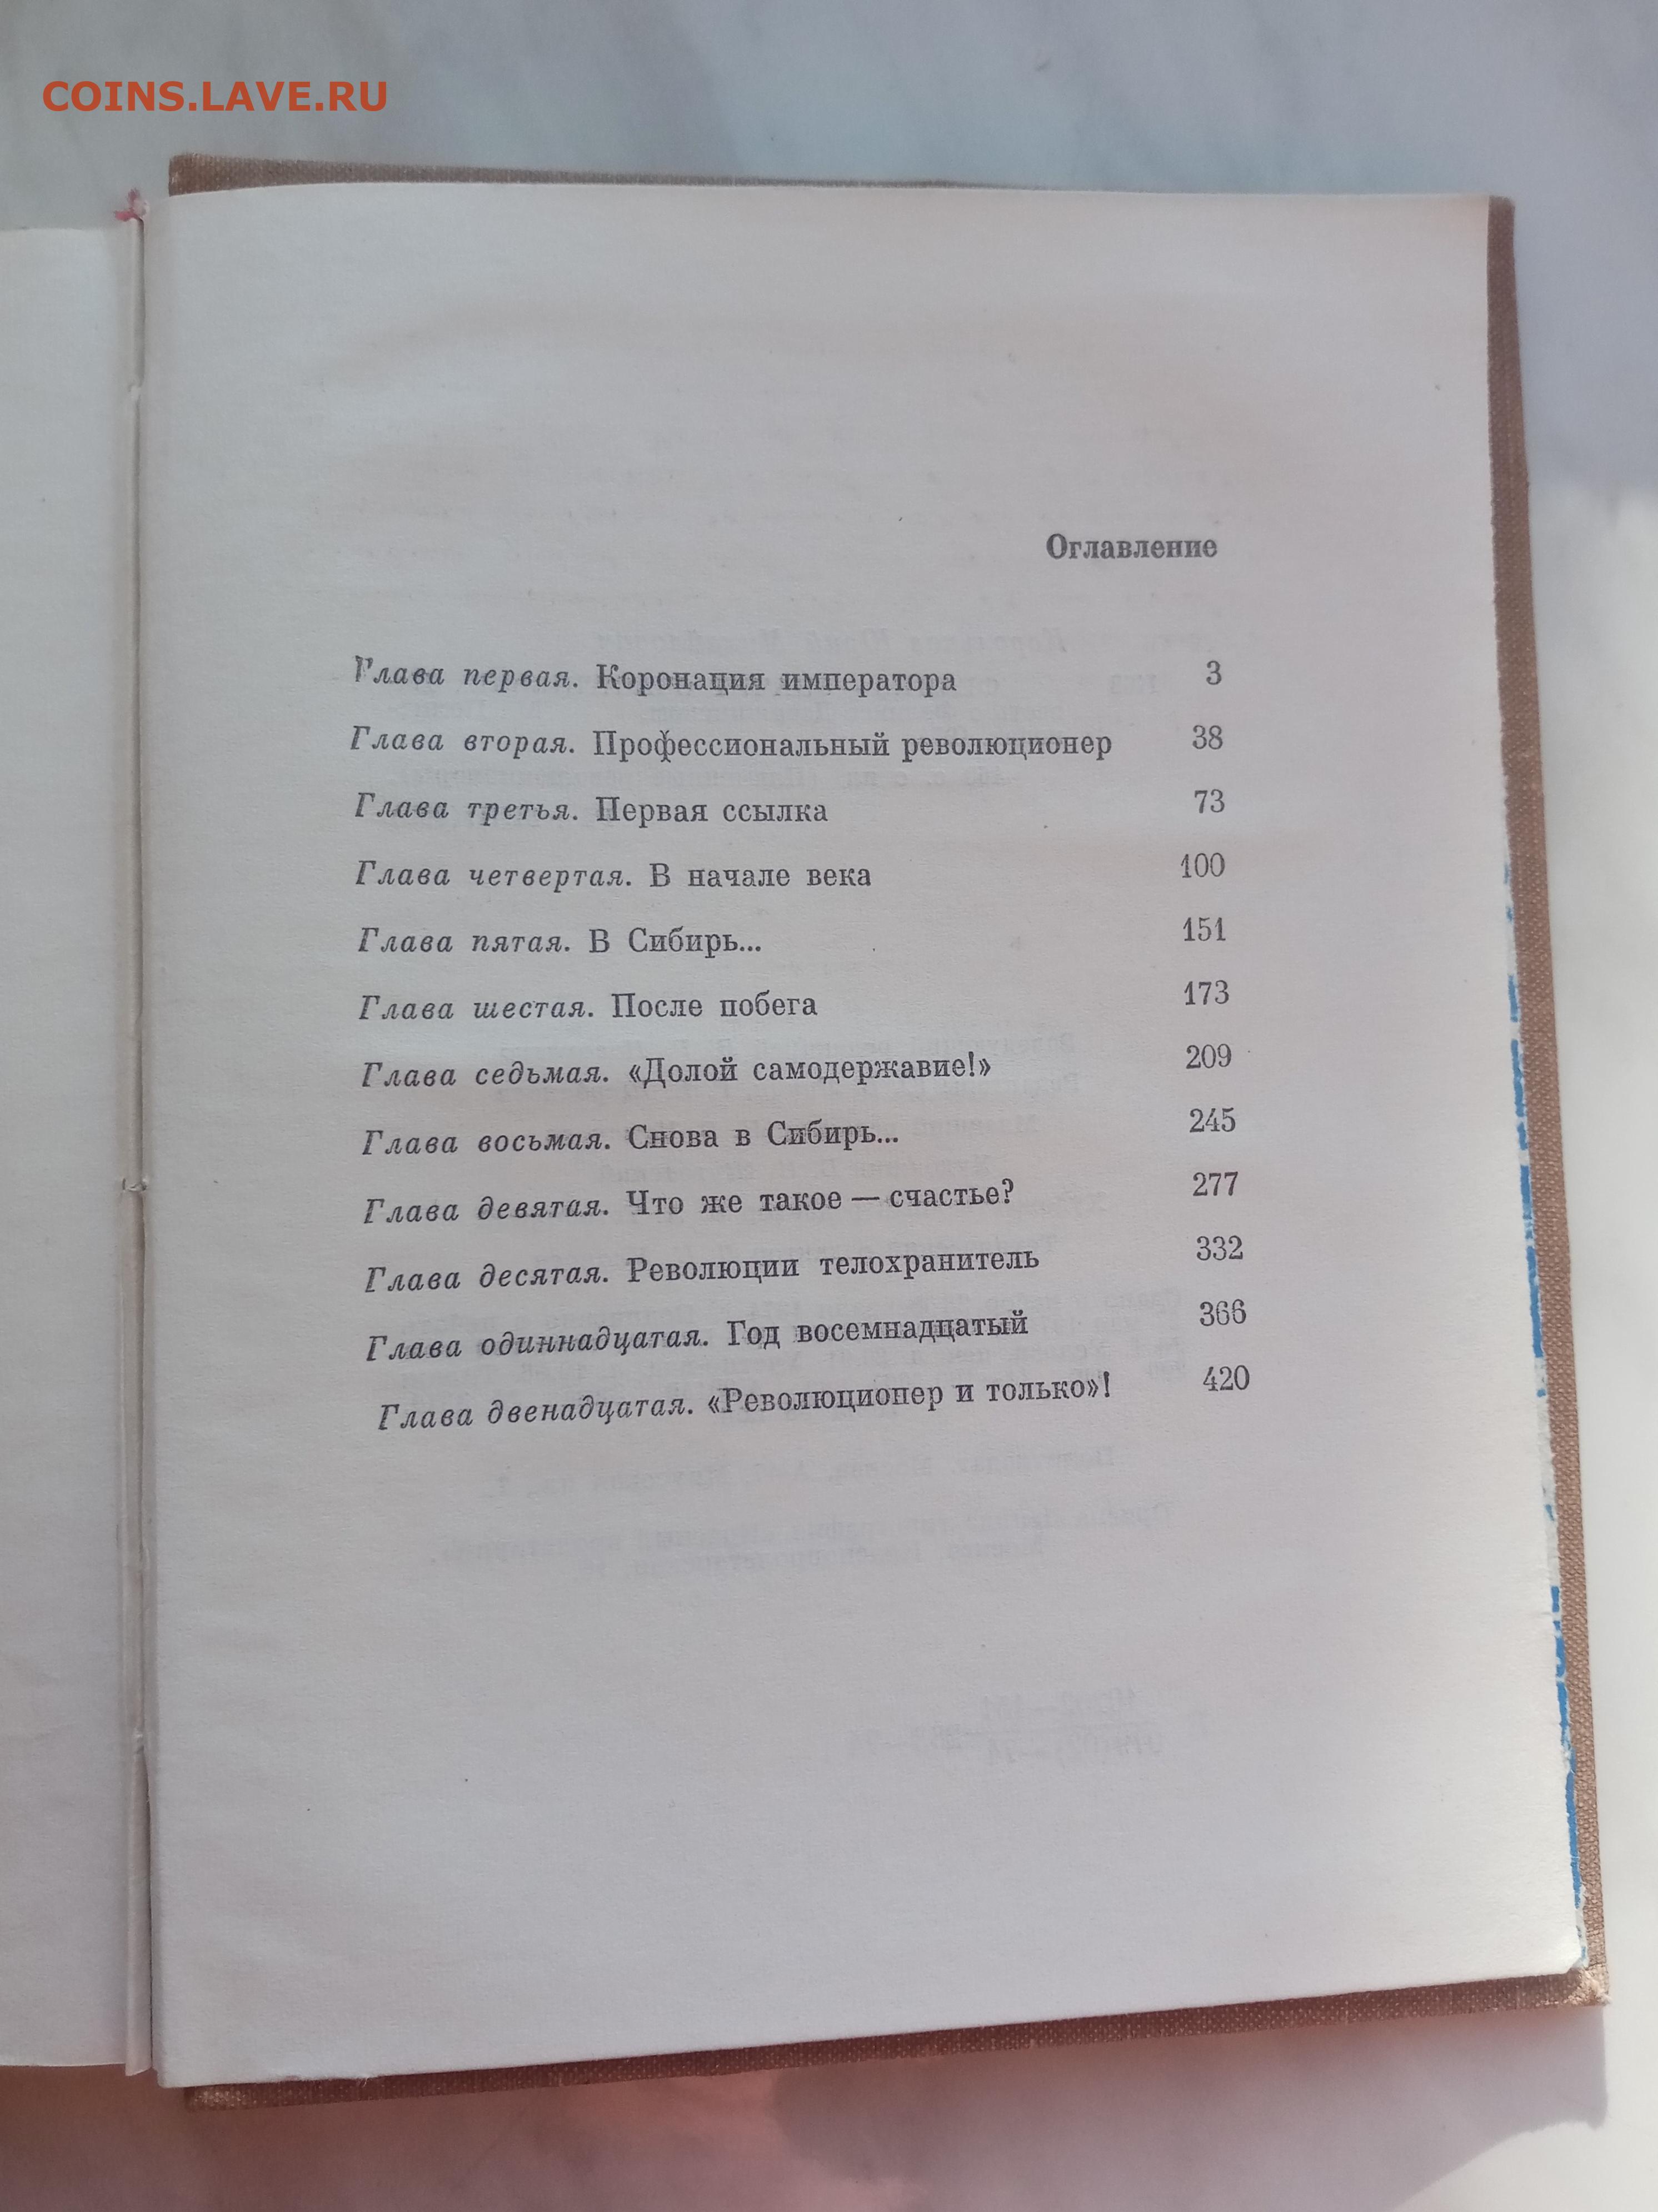 COINS.LAVE.RU
Оглавление
Глава первая. Коронация императора 3
Глава вторая. Профессиональный революционер 38
Глава третья. Первая ссылка 73
Глава четвертая. В начале века 100
Глава пятая. В Сибирь... 151
Глава шестая. После побега 173
Глава седьмая. «Долой самодержавие!» 209
Глава восьмая. Снова в Сибирь... 245
Глава девятая. Что же такое — счастье? 277
Глава десятая. Революции телохранитель 332
Глава одиннадцатая. Год восемнадцатый 366
Глава двенадцатая. «Революционер и только»! 420